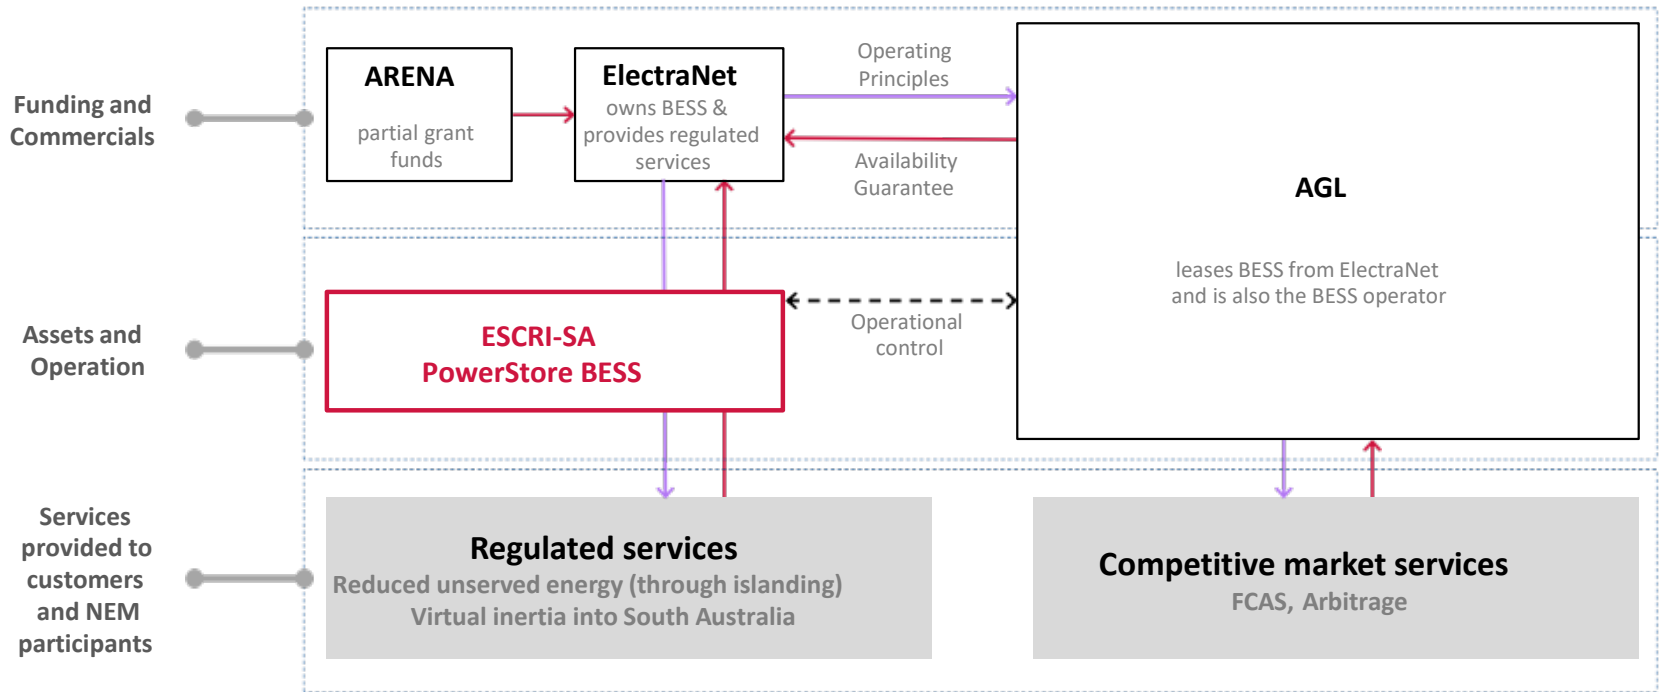 Funding and
Commercials
ARENA
partial grant
funds
ElectraNet
owns BESS &
provides regulated
services
Operating
Principles
Availability
Guarantee
AGL
leases BESS from ElectraNet
and is also the BESS operator
Assets and
Operation
ESCRI-SA
PowerStore BESS
Operational
control
Services
provided to
customers
and NEM
participants
Regulated services
Reduced unserved energy (through islanding)
Virtual inertia into South Australia
Competitive market services
FCAS, Arbitrage